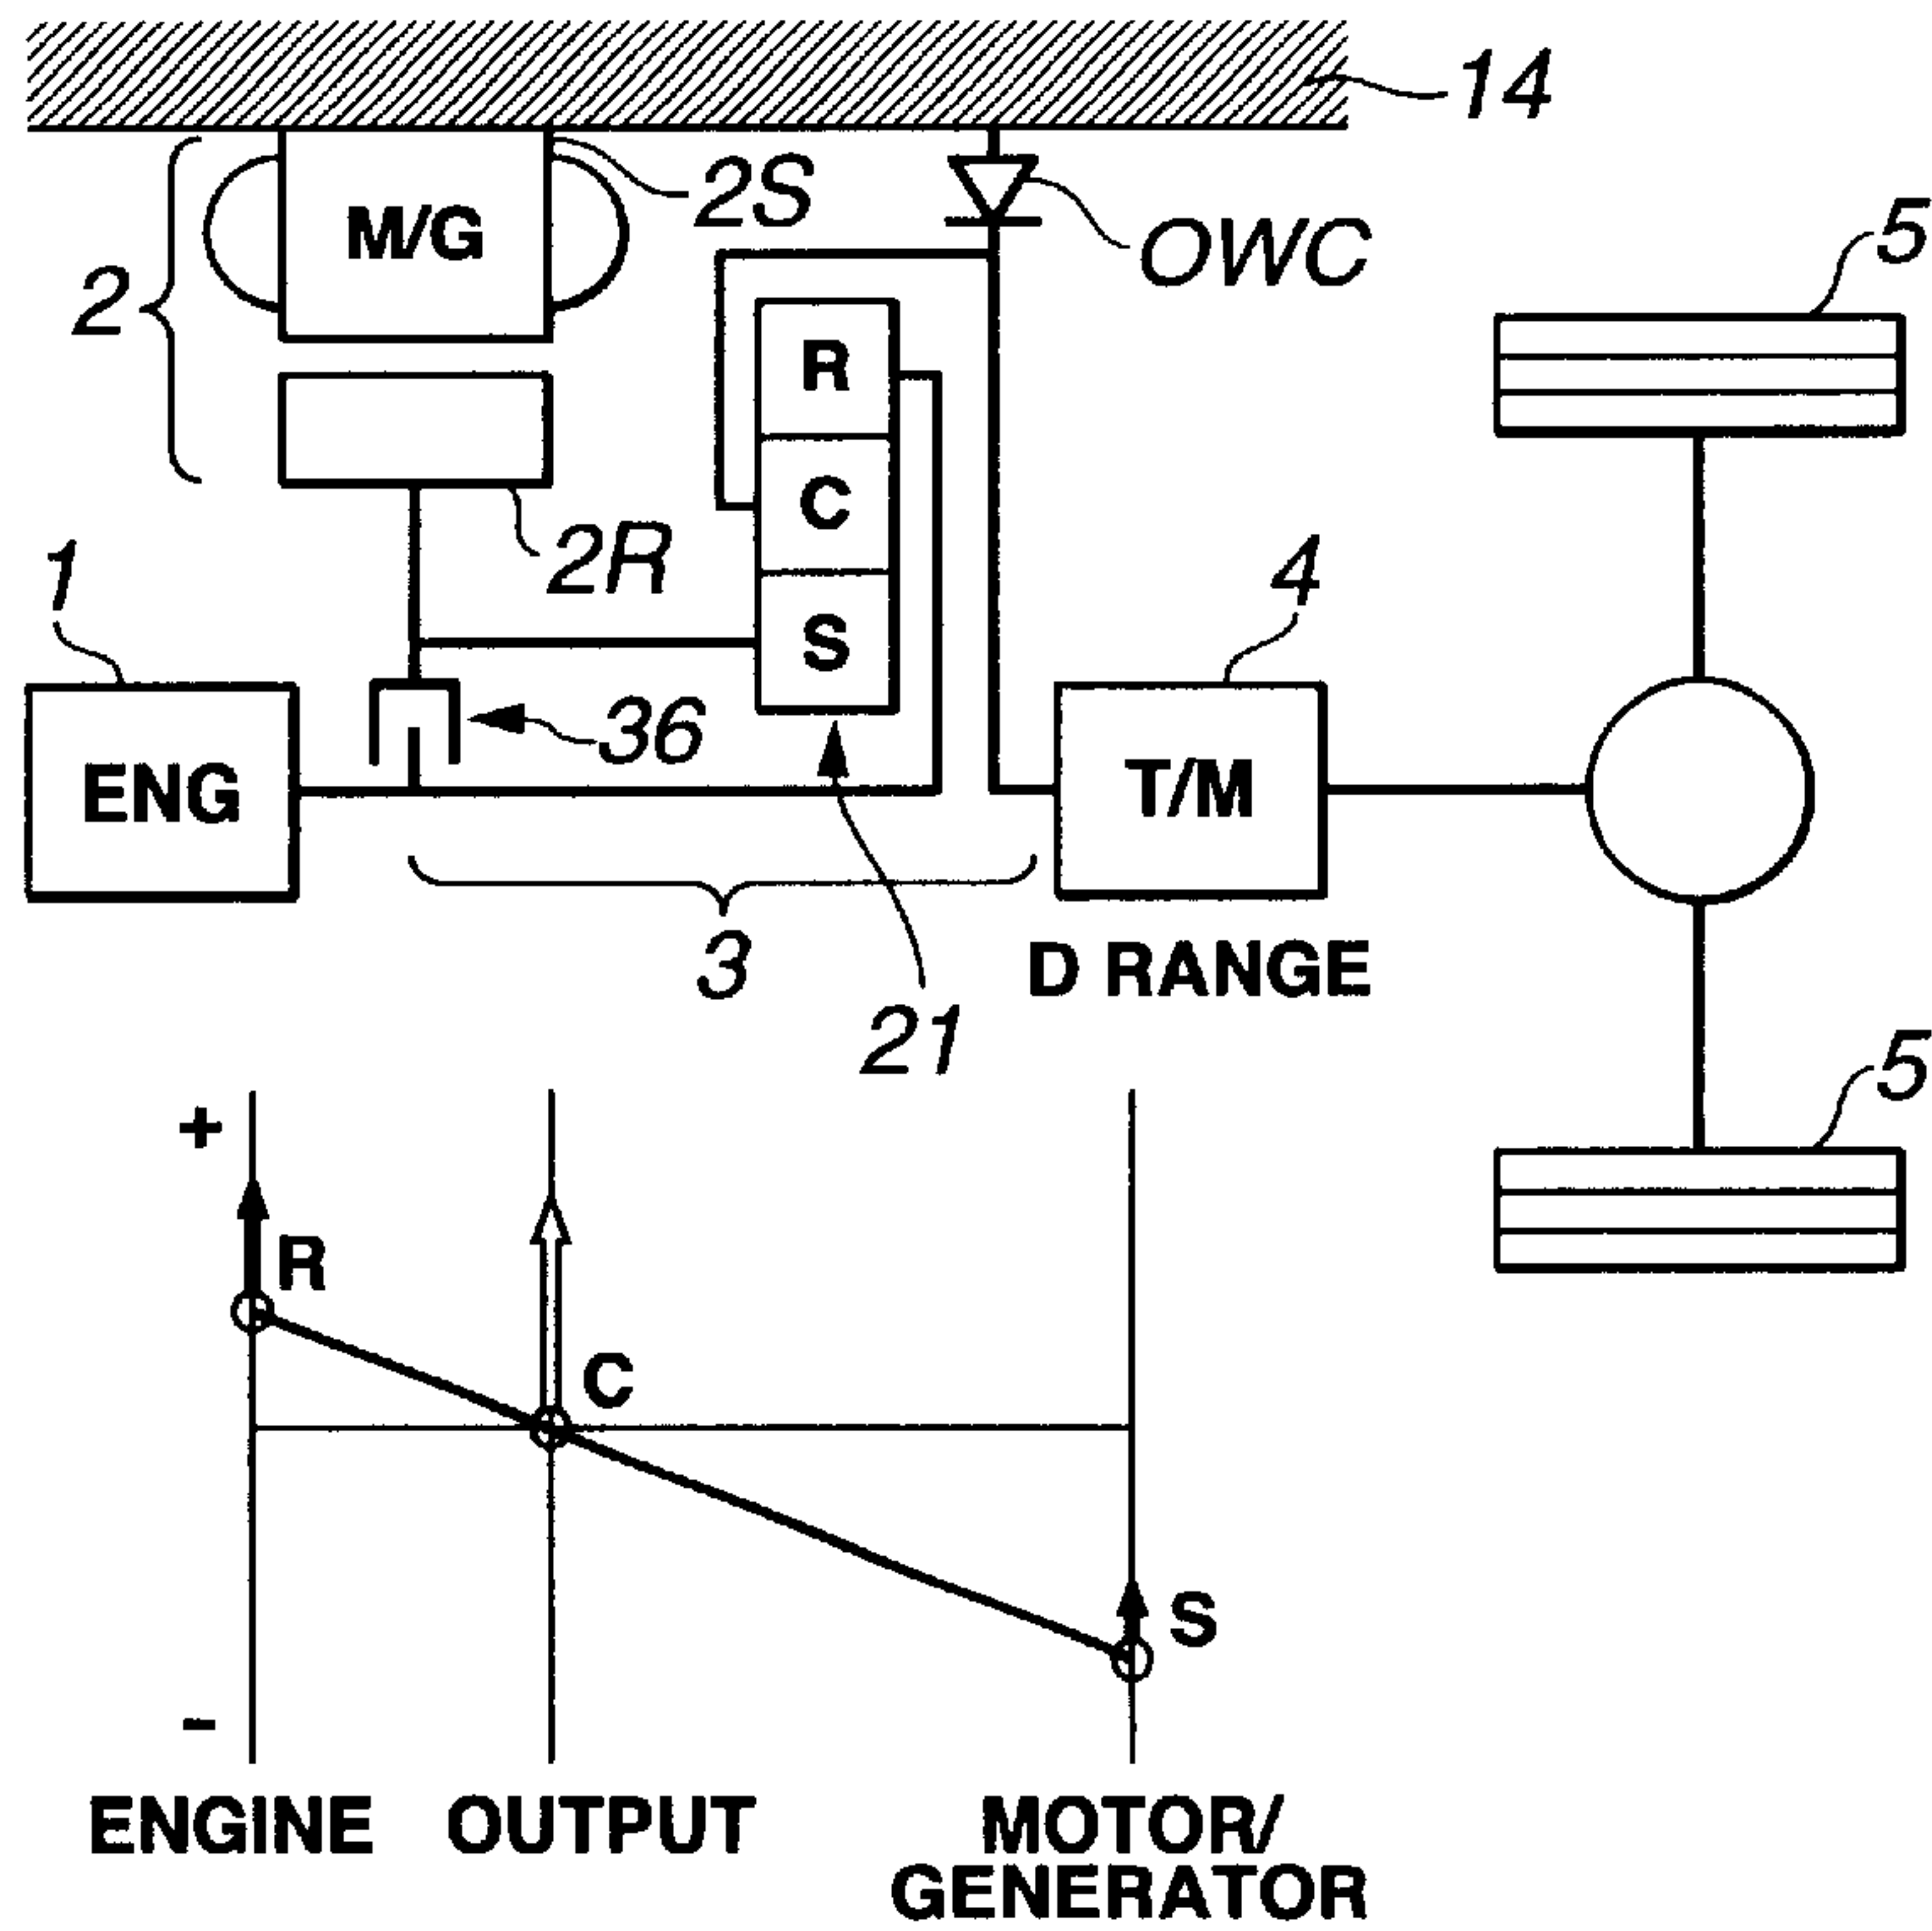 14
2S
M/G
2
OWC
5
R
C
2R
1
4
S
36
ENG
T/M
3
D RANGE
21
5
+
R
C
S
-
ENGINE
OUTPUT
MOTOR/
GENERATOR